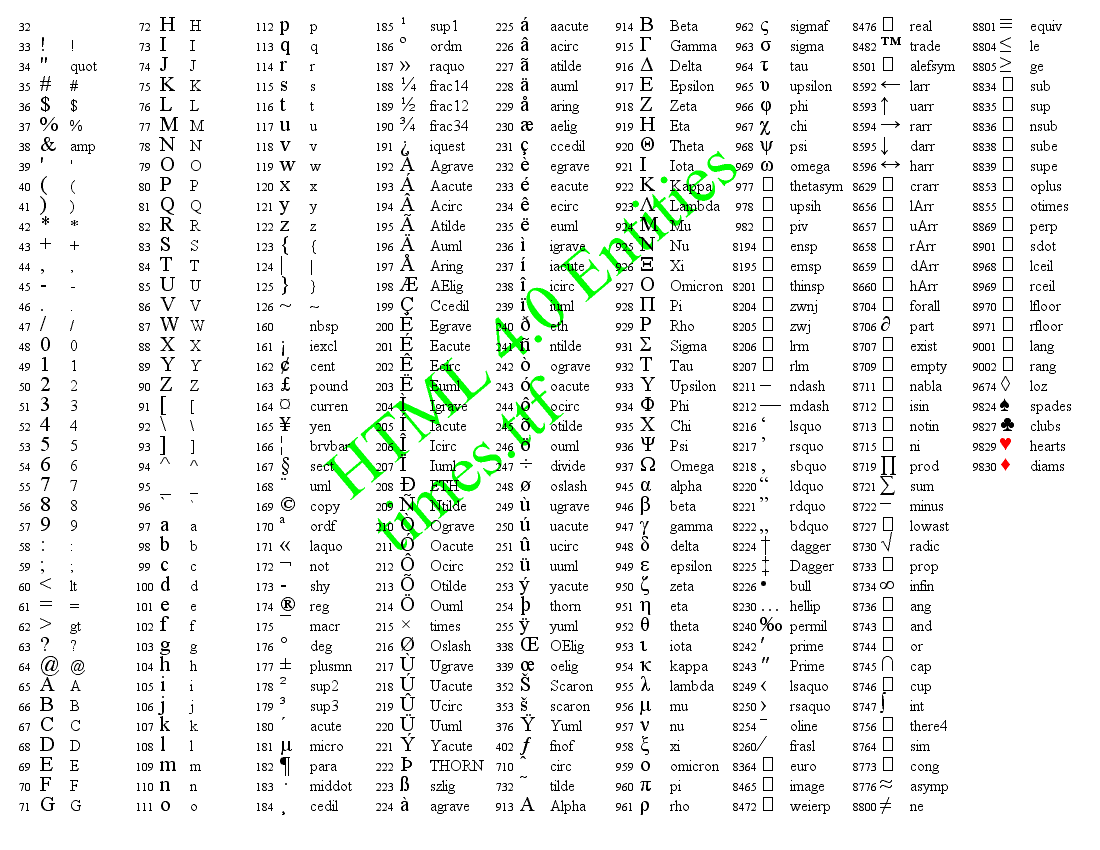 32
33 ! !
34 " quot
35 # #
36 $ $
37 % %
38 & amp
39 ' '
40 ( (
41 ) )
42 * *
43 + +
44 , ,
45 - -
46 . .
47 / /
48 0 0
49 1 1
50 2 2
51 3 3
52 4 4
53 5 5
54 6 6
55 7 7
56 8 8
57 9 9
58 : :
59 ; ;
60 < lt
61 = =
62 > gt
63 ? ?
64 @ @
65 A A
66 B B
67 C C
68 D D
69 E E
70 F F
71 G G
72 H H
73 I I
74 J J
75 K K
76 L L
77 M M
78 N N
79 O O
80 P P
81 Q Q
82 R R
83 S S
84 T T
85 U U
86 V V
87 W W
88 X X
89 Y Y
90 Z Z
91 [ [
92 \ \
93 ] ]
94 ^ ^
95 _ _
96 ` `
97 a a
98 b b
99 c c
100 d d
101 e e
102 f f
103 g g
104 h h
105 i i
106 j j
107 k k
108 l l
109 m m
110 n n
111 o o
112 p p
113 q q
114 r r
115 s s
116 t t
117 u u
118 v v
119 w w
120 x x
121 y y
122 z z
123 { {
124 | |
125 } }
126 ~ ~
160 nbsp
161 ¡ iexcl
162 ¢ cent
163 £ pound
164 ¤ curren
165 ¥ yen
166 ¦ brvbar
167 § sect
168 ¨ uml
169 © copy
170 ª ordf
171 « laquo
172 ¬ not
173 - shy
174 ® reg
175 ¯ macr
176 ° deg
177 ± plusmn
178 ² sup2
179 ³ sup3
180 ´ acute
181 µ micro
182 ¶ para
183 · middot
184 ¸ cedil
185 ¹ sup1
186 º ordm
187 » raquo
188 ¼ frac14
189 ½ frac12
190 ¾ frac34
191 ¿ iquest
192 À Agrave
193 Á Aacute
194 Â Acirc
195 Ã Atilde
196 Ä Auml
197 Å Aring
198 Æ AElig
199 Ç Ccedil
200 È Egrave
201 É Eacute
202 Ê Ecirc
203 Ë Euml
204 Ì Igrave
205 Í Iacute
206 Î Icirc
207 Ï Iuml
208 Ð ETH
209 Ñ Ntilde
210 Ò Ograve
211 Ó Oacute
212 Ô Ocirc
213 Õ Otilde
214 Ö Ouml
215 × times
216 Ø Oslash
217 Ù Ugrave
218 Ú Uacute
219 Û Ucirc
220 Ü Uuml
221 Ý Yacute
222 Þ THORN
223 ß szlig
224 à agrave
225 á aacute
226 â acirc
227 ã atilde
228 ä auml
229 å aring
230 æ aelig
231 ç ccedil
232 è egrave
233 é eacute
234 ê ecirc
235 ë euml
236 ì igrave
237 í iacute
238 î icirc
239 ï iuml
240 ð eth
241 ñ ntilde
242 ò ograve
243 ó oacute
244 ô ocirc
245 õ otilde
246 ö ouml
247 ÷ divide
248 ø oslash
249 ù ugrave
250 ú uacute
251 û ucirc
252 ü uuml
253 ý yacute
254 þ thorn
255 ÿ yuml
338 Œ OElig
339 œ oelig
352 Š Scaron
353 š scaron
376 Ÿ Yuml
402 ƒ fnof
710 ˆ circ
732 ˜ tilde
913 Α Alpha
914 Β Beta
915 Γ Gamma
916 Δ Delta
917 Ε Epsilon
918 Ζ Zeta
919 Η Eta
920 Θ Theta
921 Ι Iota
922 Κ Kappa
923 Λ Lambda
924 Μ Mu
925 Ν Nu
926 Ξ Xi
927 Ο Omicron
928 Π Pi
929 Ρ Rho
931 Σ Sigma
932 Τ Tau
933 Υ Upsilon
934 Φ Phi
935 Χ Chi
936 Ψ Psi
937 Ω Omega
945 α alpha
946 β beta
947 γ gamma
948 δ delta
949 ε epsilon
950 ζ zeta
951 η eta
952 θ theta
953 ι iota
954 κ kappa
955 λ lambda
956 μ mu
957 ν nu
958 ξ xi
959 ο omicron
960 π pi
961 ρ rho
962 ς sigmaf
963 σ sigma
964 τ tau
965 υ upsilon
966 φ phi
967 χ chi
968 ψ psi
969 ω omega
977 □ thetasym
978 □ upsih
982 □ piv
8194 □ ensp
8195 □ emsp
8201 □ thinsp
8204 □ zwnj
8205 □ zwj
8206 □ lrm
8207 □ rlm
8211 – ndash
8212 — mdash
8216 ‘ lsquo
8217 ’ rsquo
8218 ‚ sbquo
8220 “ ldquo
8221 ” rdquo
8222 „ bdquo
8224 † dagger
8225 ‡ Dagger
8226 • bull
8230 … hellip
8240 ‰ permil
8242 ′ prime
8243 ″ Prime
8249 ‹ lsaquo
8250 › rsaquo
8254 ‾ oline
8260 ⁄ frasl
8364 □ euro
8465 □ image
8472 □ weierp
8476 □ real
8482 ™ trade
8501 □ alefsym
8592 ← larr
8593 ↑ uarr
8594 → rarr
8595 ↓ darr
8596 ↔ harr
8629 □ crarr
8656 □ lArr
8657 □ uArr
8658 □ rArr
8659 □ dArr
8660 □ hArr
8704 □ forall
8706 ∂ part
8707 □ exist
8709 □ empty
8711 □ nabla
8712 □ isin
8713 □ notin
8715 □ ni
8719 ∏ prod
8721 ∑ sum
8722 − minus
8727 □ lowast
8730 √ radic
8733 □ prop
8734 ∞ infin
8736 □ ang
8743 □ and
8744 □ or
8745 ∩ cap
8746 □ cup
8747 ∫ int
8756 □ there4
8764 □ sim
8773 □ cong
8776 ≈ asymp
8800 ≠ ne
8801 ≡ equiv
8804 ≤ le
8805 ≥ ge
8834 □ sub
8835 □ sup
8836 □ nsub
8838 □ sube
8839 □ supe
8853 □ oplus
8855 □ otimes
8869 □ perp
8901 □ sdot
8968 □ lceil
8969 □ rceil
8970 □ lfloor
8971 □ rfloor
9001 □ lang
9002 □ rang
9674 ◊ loz
9824 ♠ spades
9827 ♣ clubs
9829 ♥ hearts
9830 ♦ diams
HTML 4.0 Entities
times.ttf